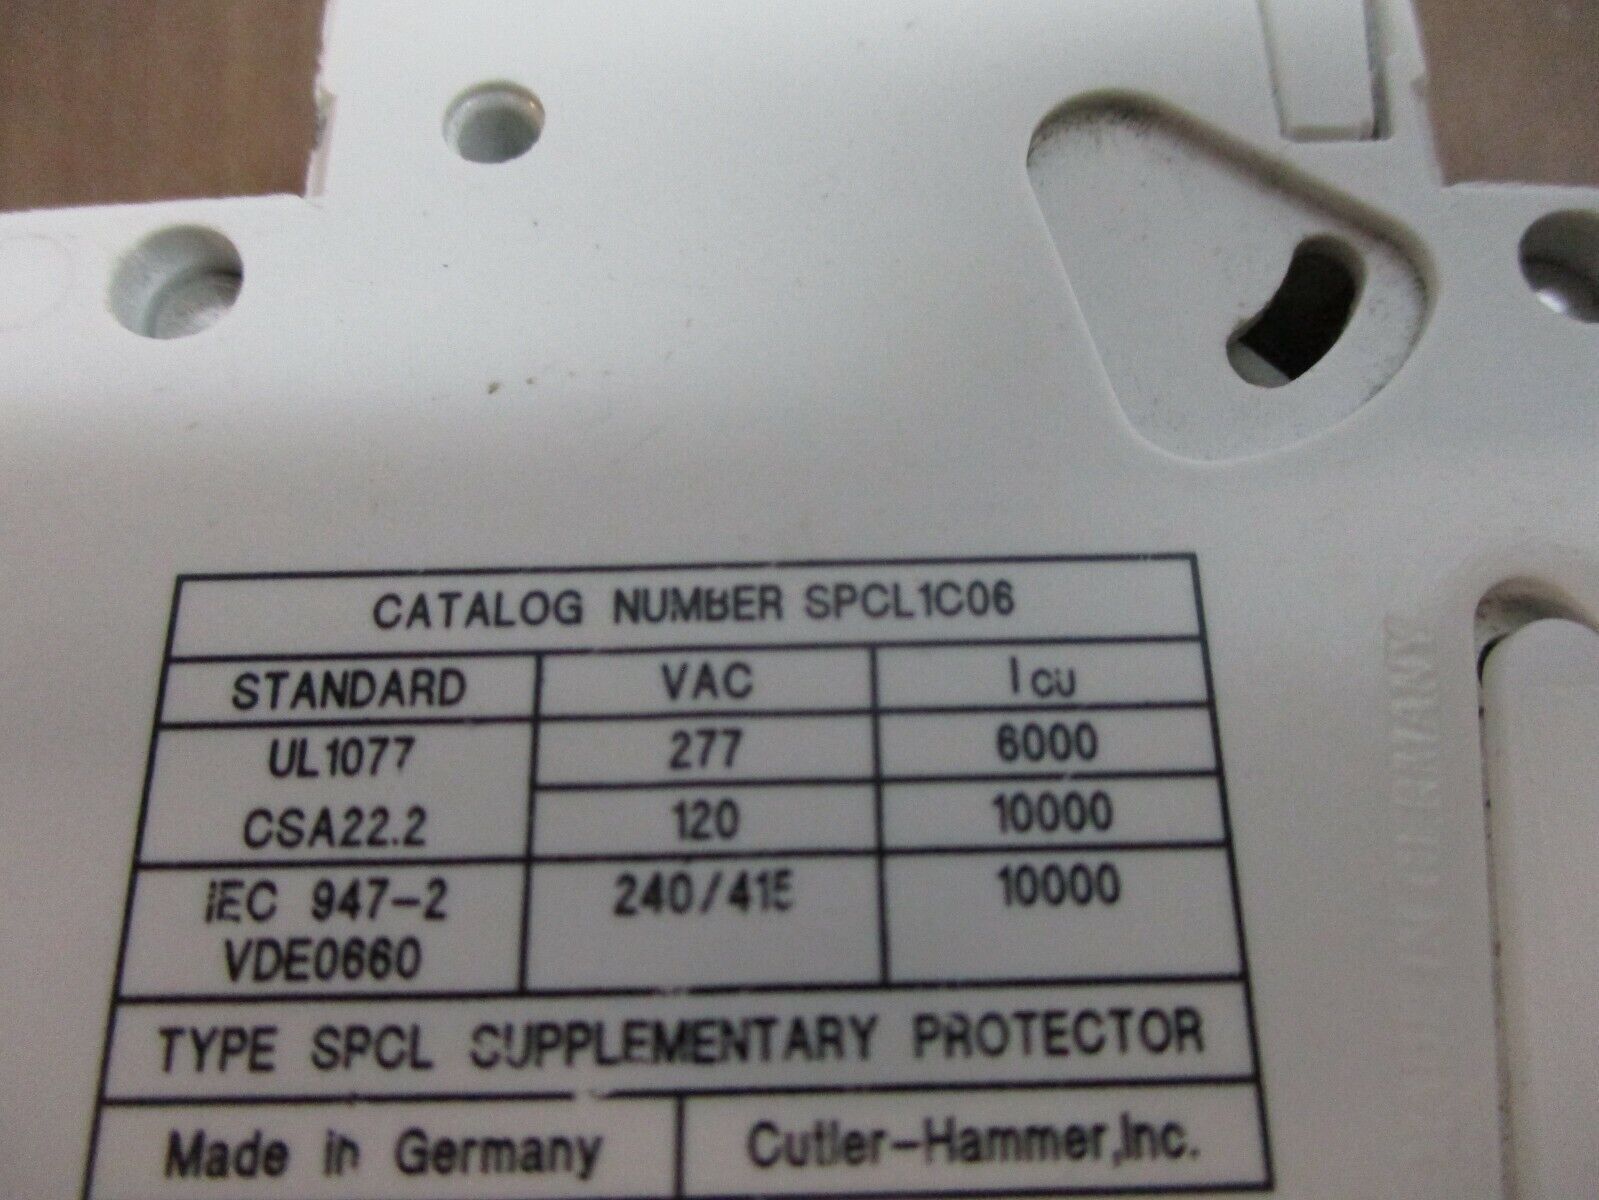 CATALOG NUMBER SPCL1C06
STANDARD VAC Icu
UL1077 277 6000
CSA22.2 120 10000
IEC 947-2 240/415 10000
VDE0660
TYPE SPCL SUPPLEMENTARY PROTECTOR
Made in Germany Cutler-Hammer,Inc.
GERMANY